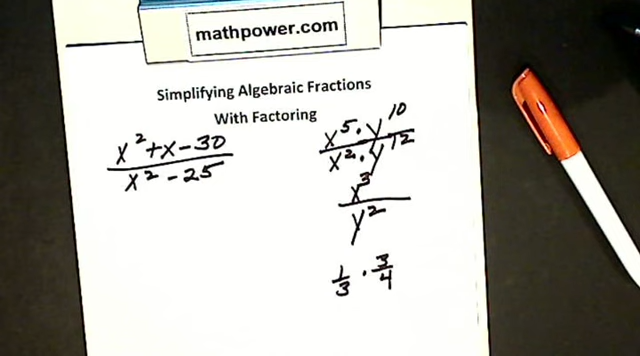 mathpower.com
Simplifying Algebraic Fractions
With Factoring
x² + x - 30
x² - 25
x⁵ · y¹⁰
x² · y¹²
x³
y²
1/3 · 3/4